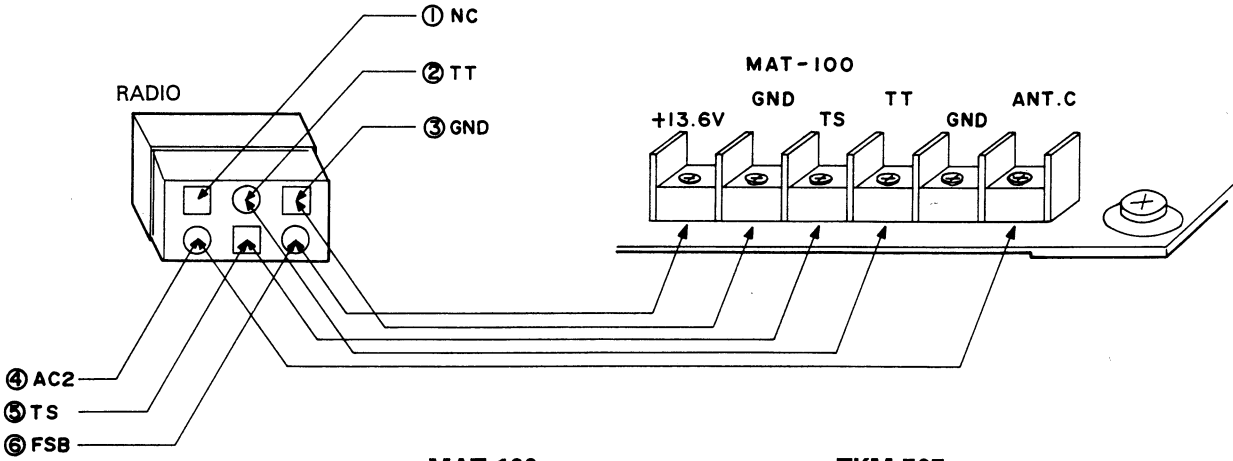 ① NC
② TT
③ GND
RADIO
MAT-100
+13.6V
GND
TS
TT
GND
ANT.C
④ AC2
⑤ TS
⑥ FSB